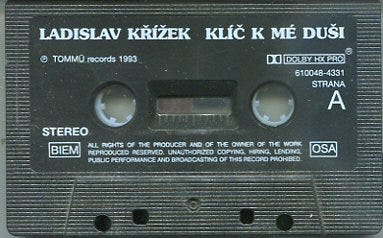 LADISLAV KŘÍŽEK KLÍČ K MÉ DUŠI
Ⓟ TOMMÜ records 1993
DOLBY HX PRO
610048-4331
STRANA
A
STEREO
BIEM
ALL RIGHTS OF THE PRODUCER AND OF THE OWNER OF THE WORK
REPRODUCED RESERVED. UNAUTHORIZED COPYING, HIRING, LENDING,
PUBLIC PERFORMANCE AND BROADCASTING OF THIS RECORD PROHIBED.
OSA